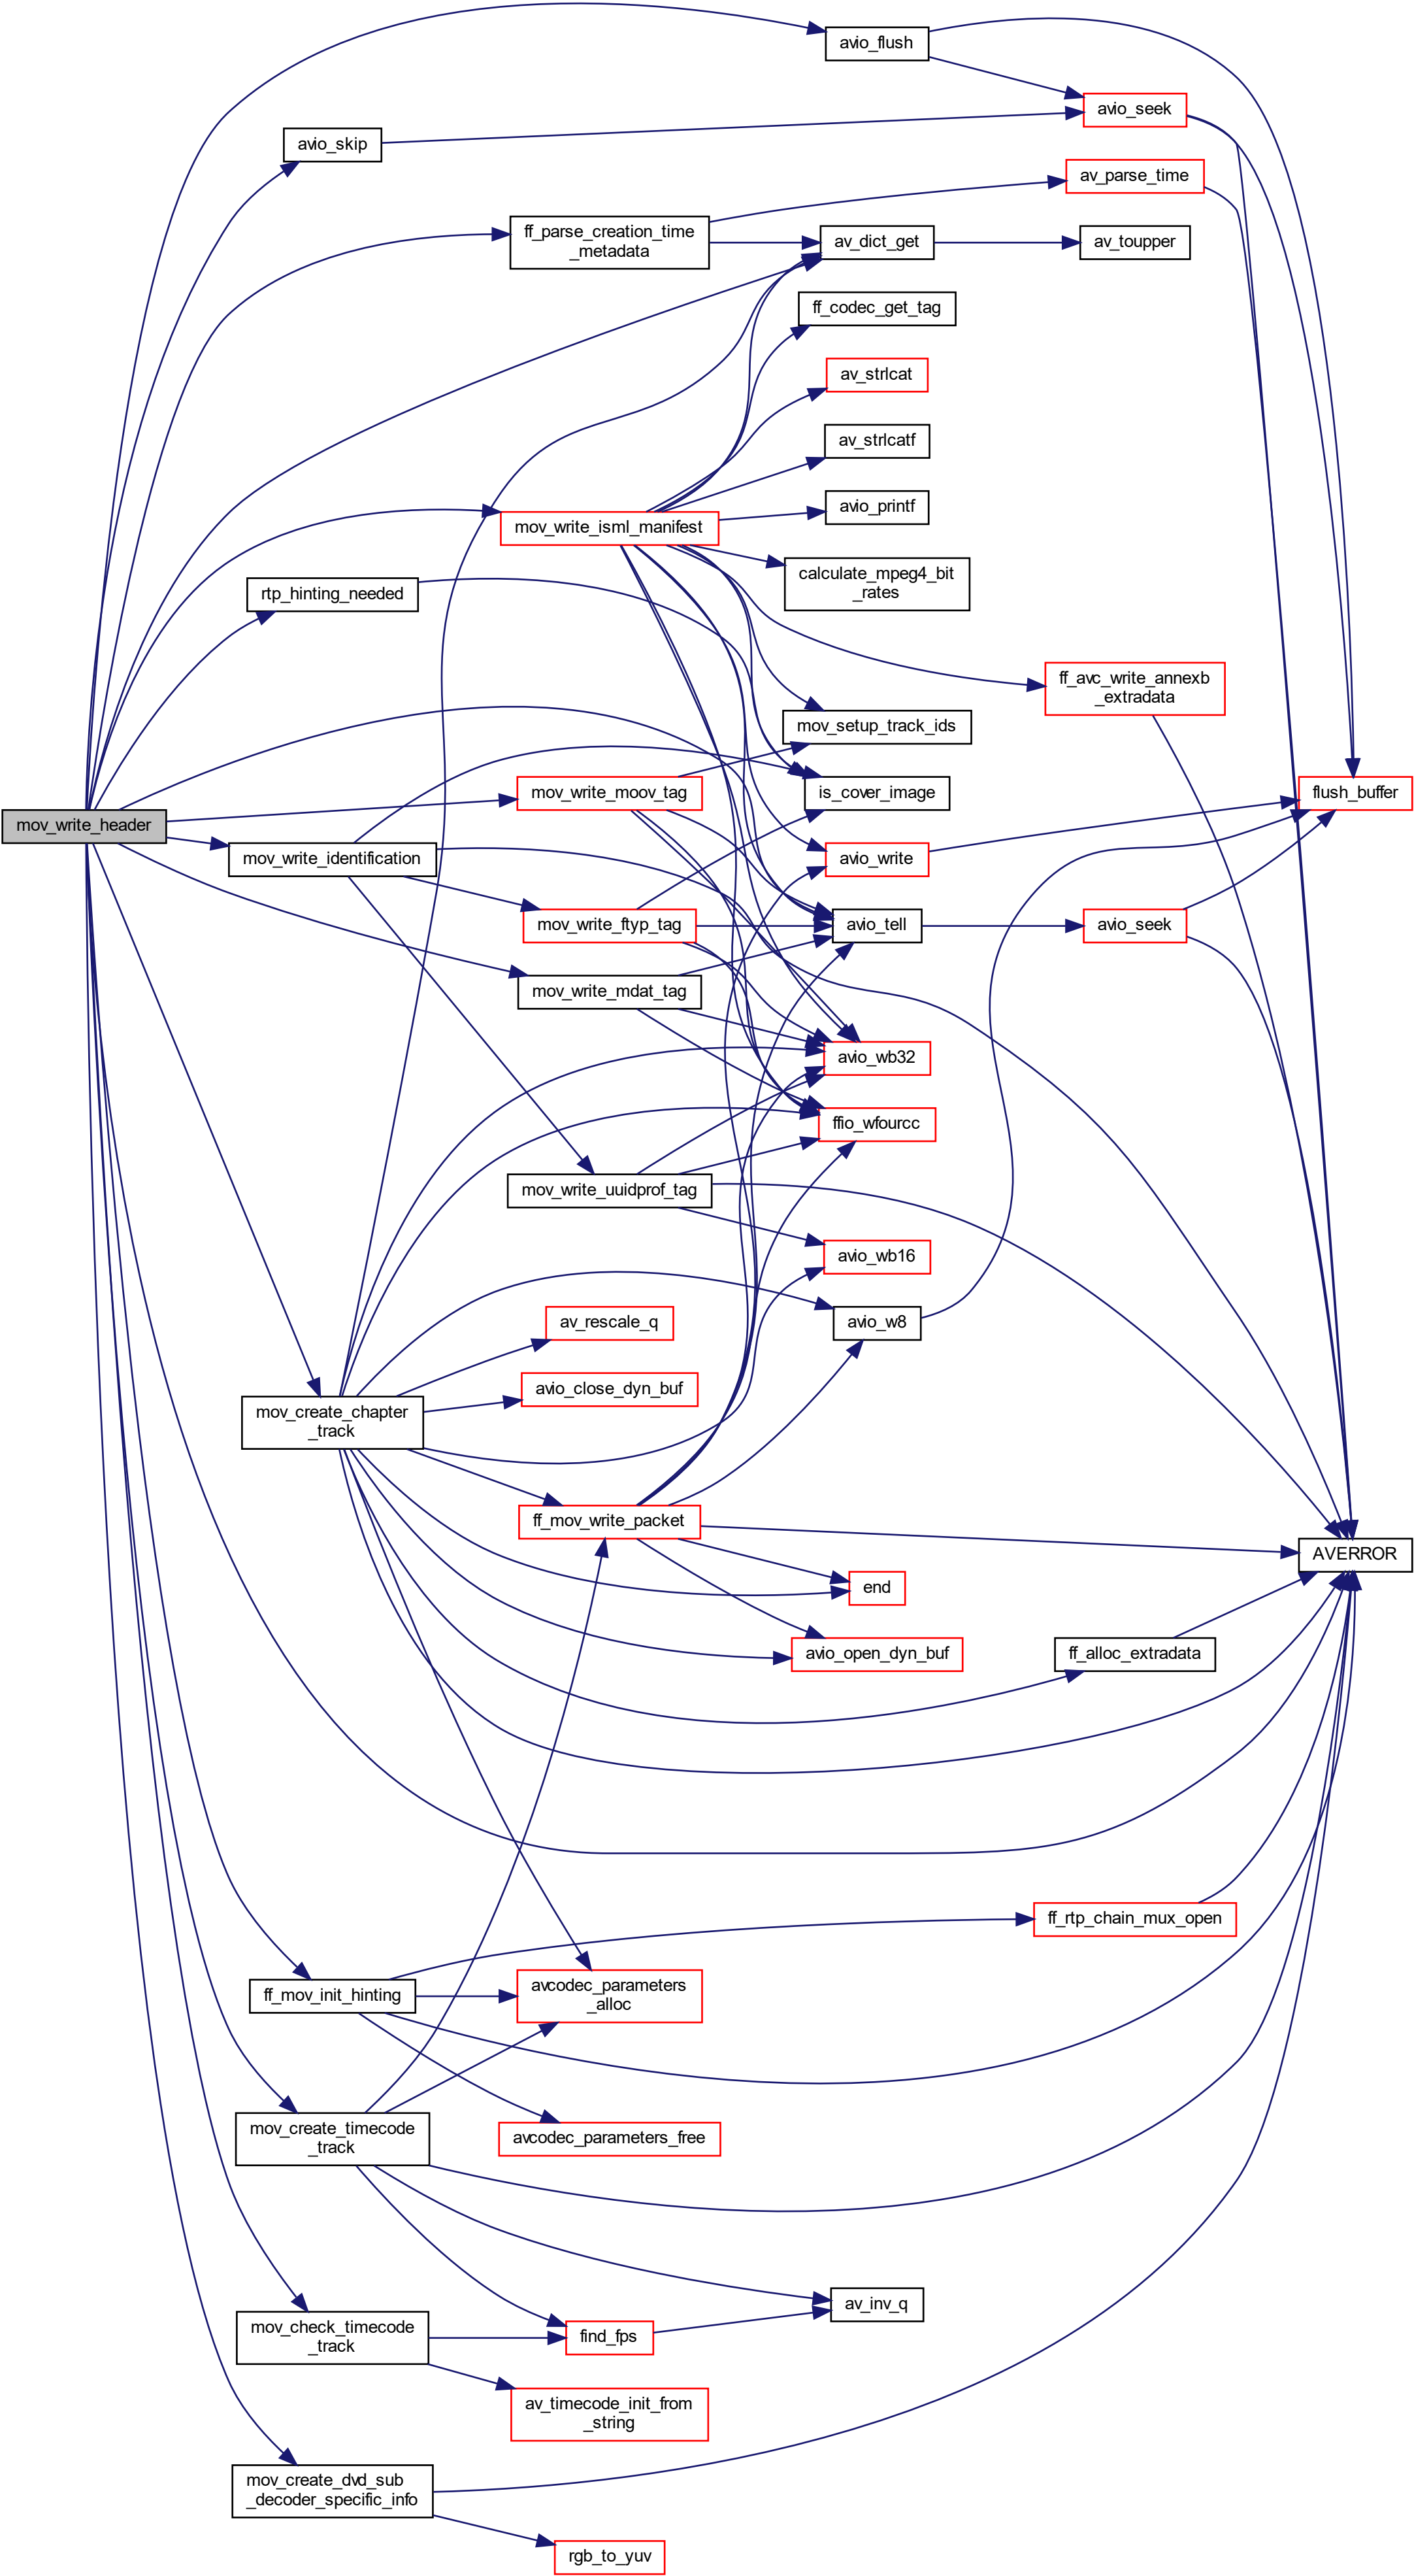 avio_flush
avio_seek
avio_skip
av_parse_time
ff_parse_creation_time
_metadata
av_dict_get
av_toupper
ff_codec_get_tag
av_strlcat
av_strlcatf
avio_printf
mov_write_isml_manifest
calculate_mpeg4_bit
_rates
rtp_hinting_needed
ff_avc_write_annexb
_extradata
mov_setup_track_ids
mov_write_moov_tag
is_cover_image
flush_buffer
mov_write_header
mov_write_identification
avio_write
mov_write_ftyp_tag
avio_tell
avio_seek
mov_write_mdat_tag
avio_wb32
ffio_wfourcc
mov_write_uuidprof_tag
avio_wb16
av_rescale_q
avio_w8
avio_close_dyn_buf
mov_create_chapter
_track
ff_mov_write_packet
AVERROR
end
avio_open_dyn_buf
ff_alloc_extradata
ff_rtp_chain_mux_open
ff_mov_init_hinting
avcodec_parameters
_alloc
mov_create_timecode
_track
avcodec_parameters_free
av_inv_q
mov_check_timecode
_track
find_fps
av_timecode_init_from
_string
mov_create_dvd_sub
_decoder_specific_info
rgb_to_yuv